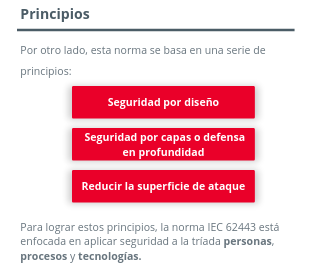 Principios
Por otro lado, esta norma se basa en una serie de
principios:
Seguridad por diseño
Seguridad por capas o defensa
en profundidad
Reducir la superficie de ataque
Para lograr estos principios, la norma IEC 62443 está
enfocada en aplicar seguridad a la tríada personas,
procesos y tecnologías.